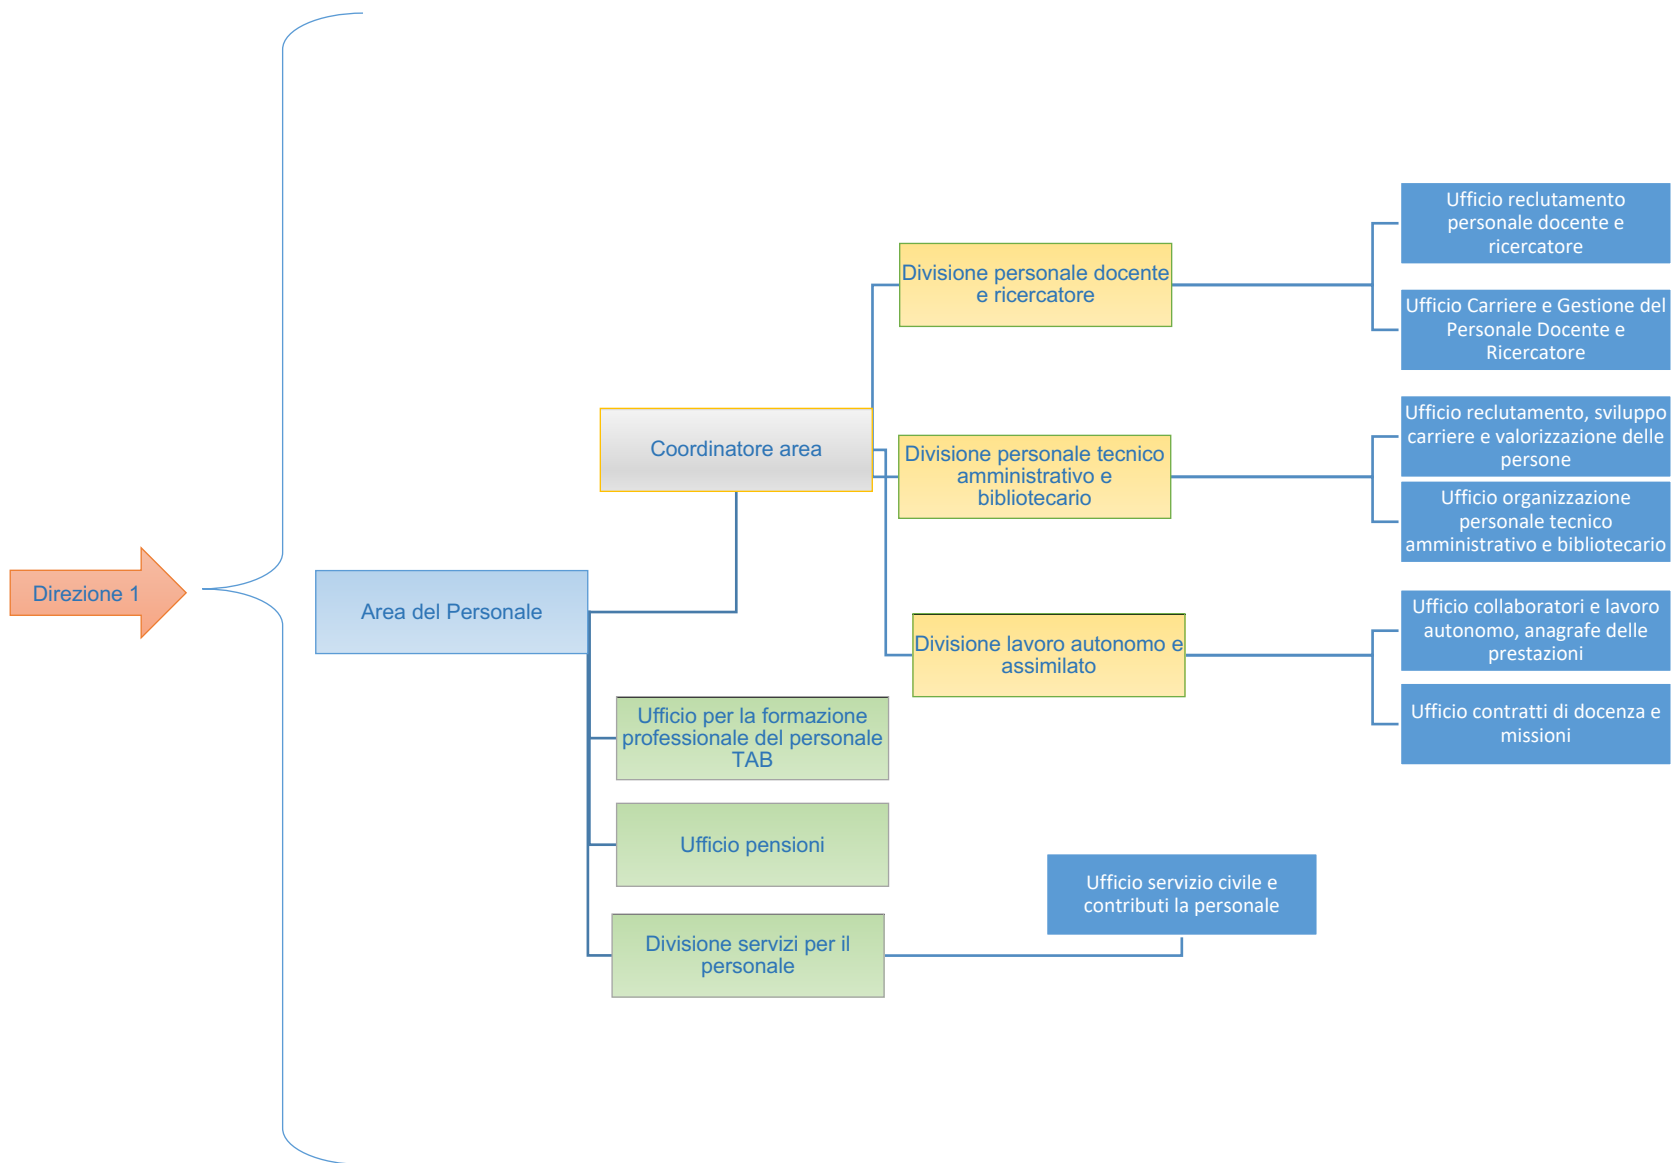 Direzione 1
Area del Personale
Coordinatore area
Divisione personale docente
e ricercatore
Ufficio reclutamento
personale docente e
ricercatore
Ufficio Carriere e Gestione del
Personale Docente e
Ricercatore
Divisione personale tecnico
amministrativo e
bibliotecario
Ufficio reclutamento, sviluppo
carriere e valorizzazione delle
persone
Ufficio organizzazione
personale tecnico
amministrativo e bibliotecario
Divisione lavoro autonomo e
assimilato
Ufficio collaboratori e lavoro
autonomo, anagrafe delle
prestazioni
Ufficio contratti di docenza e
missioni
Ufficio per la formazione
professionale del personale
TAB
Ufficio pensioni
Divisione servizi per il
personale
Ufficio servizio civile e
contributi la personale